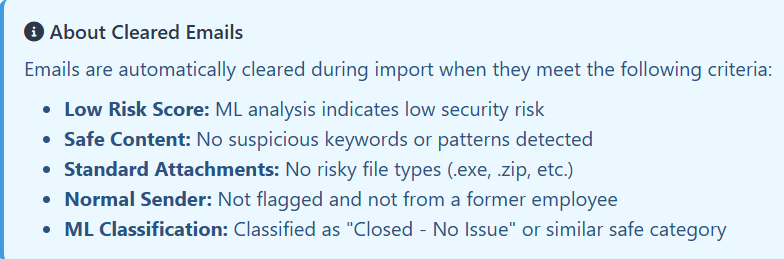 About Cleared Emails
Emails are automatically cleared during import when they meet the following criteria:
• Low Risk Score: ML analysis indicates low security risk
• Safe Content: No suspicious keywords or patterns detected
• Standard Attachments: No risky file types (.exe, .zip, etc.)
• Normal Sender: Not flagged and not from a former employee
• ML Classification: Classified as "Closed - No Issue" or similar safe category